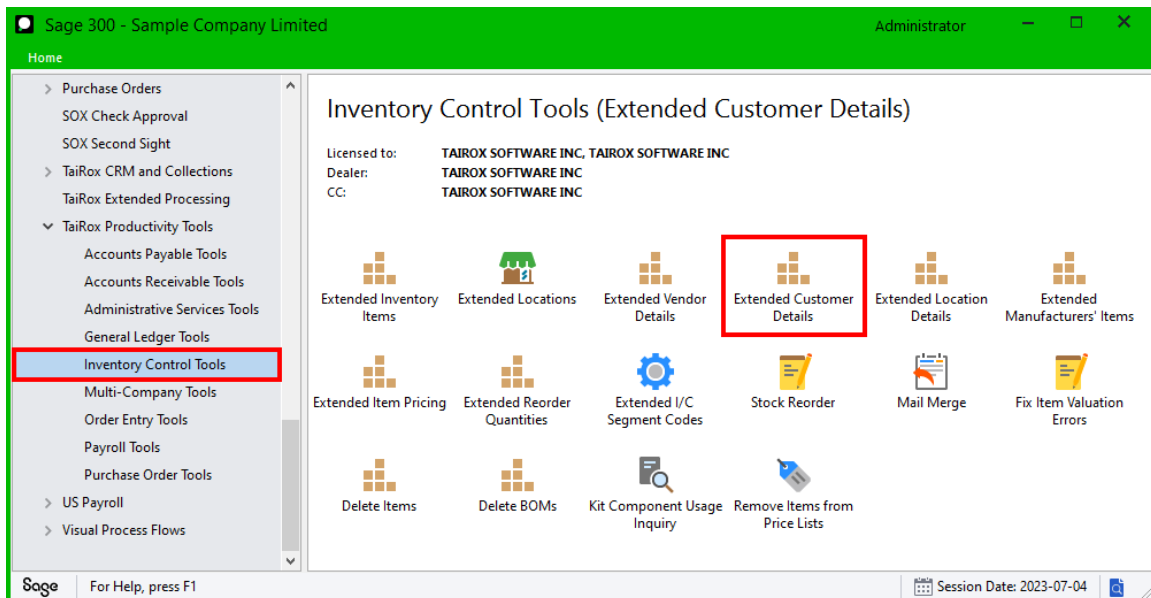 Sage 300 - Sample Company Limited
Administrator
Home
Purchase Orders
SOX Check Approval
SOX Second Sight
TaiRox CRM and Collections
TaiRox Extended Processing
TaiRox Productivity Tools
Accounts Payable Tools
Accounts Receivable Tools
Administrative Services Tools
General Ledger Tools
Inventory Control Tools
Multi-Company Tools
Order Entry Tools
Payroll Tools
Purchase Order Tools
US Payroll
Visual Process Flows
Inventory Control Tools (Extended Customer Details)
Licensed to: TAIROX SOFTWARE INC, TAIROX SOFTWARE INC
Dealer: TAIROX SOFTWARE INC
CC: TAIROX SOFTWARE INC
Extended Inventory
Items
Extended Locations
Extended Vendor
Details
Extended Customer
Details
Extended Location
Details
Extended
Manufacturers' Items
Extended Item Pricing
Extended Reorder
Quantities
Extended I/C
Segment Codes
Stock Reorder
Mail Merge
Fix Item Valuation
Errors
Delete Items
Delete BOMs
Kit Component Usage
Inquiry
Remove Items from
Price Lists
Sage
For Help, press F1
Session Date: 2023-07-04